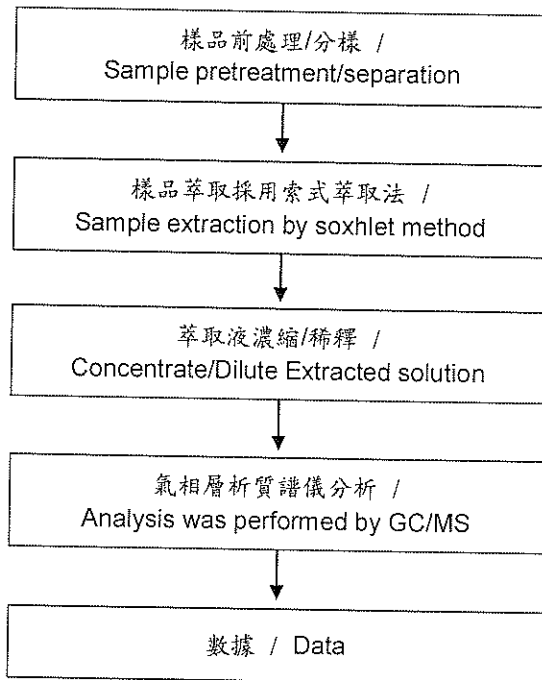 樣品前處理/分樣 /
Sample pretreatment/separation
樣品萃取採用索式萃取法 /
Sample extraction by soxhlet method
萃取液濃縮/稀釋 /
Concentrate/Dilute Extracted solution
氣相層析質譜儀分析 /
Analysis was performed by GC/MS
數據 / Data